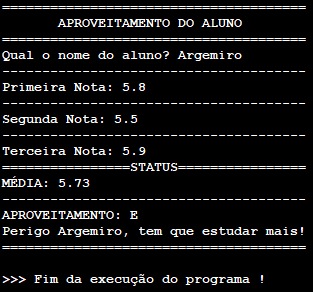 ======================================
APROVEITAMENTO DO ALUNO
======================================
Qual o nome do aluno? Argemiro
--------------------------------------
Primeira Nota: 5.8
--------------------------------------
Segunda Nota: 5.5
--------------------------------------
Terceira Nota: 5.9
================STATUS================
MÉDIA: 5.73
--------------------------------------
APROVEITAMENTO: E
Perigo Argemiro, tem que estudar mais!
======================================
>>> Fim da execução do programa !